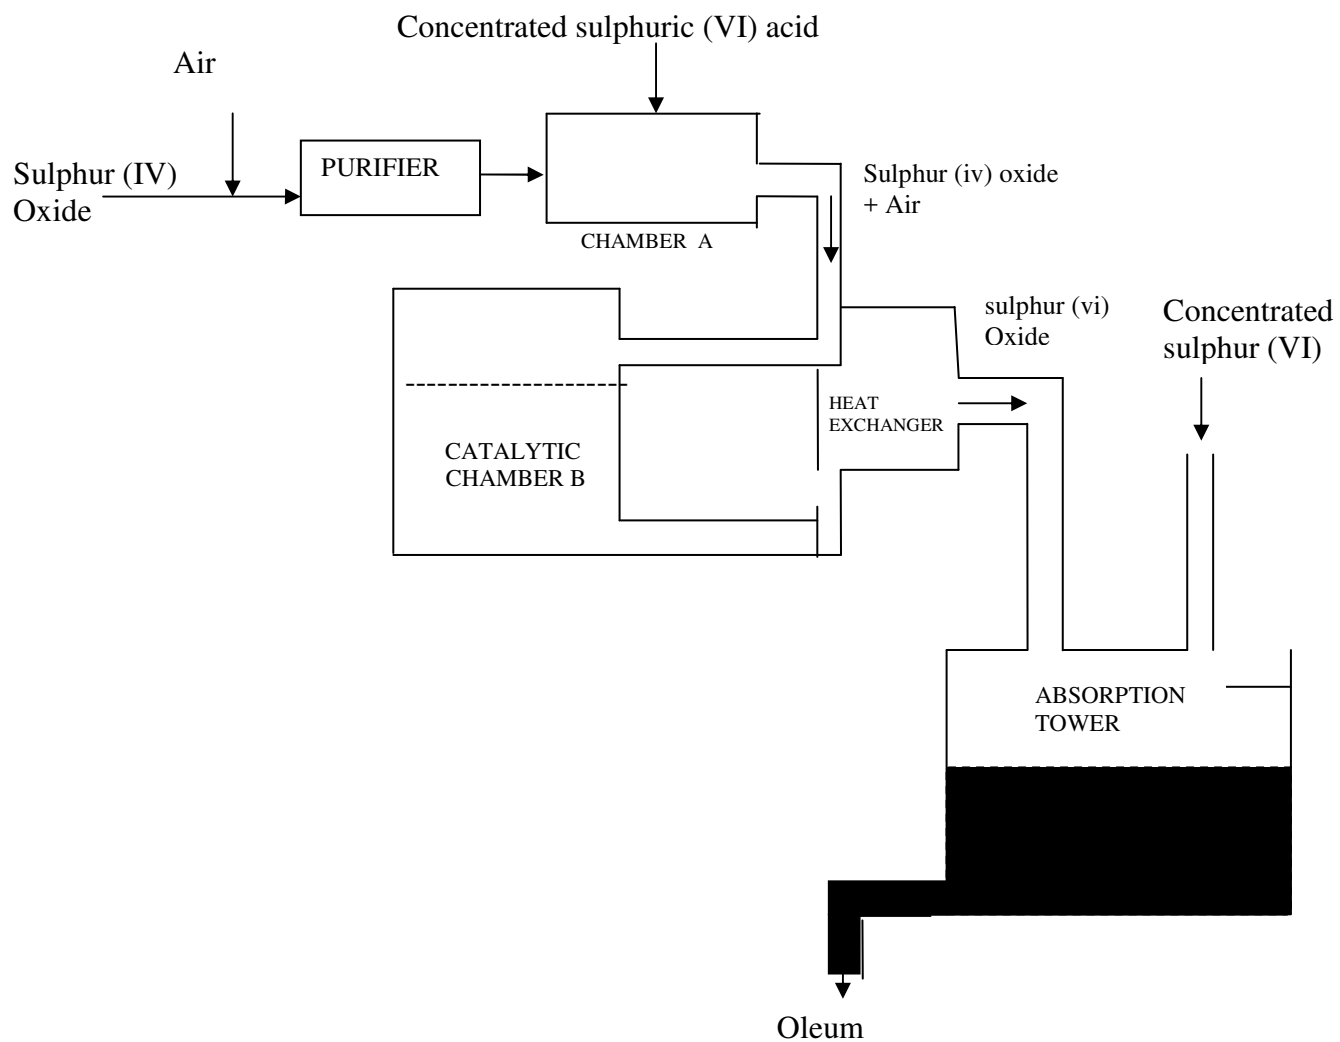 Concentrated sulphuric (VI) acid
Air
Sulphur (IV)
Oxide
PURIFIER
CHAMBER A
Sulphur (iv) oxide
+ Air
sulphur (vi)
Oxide
Concentrated
sulphur (VI)
HEAT
EXCHANGER
CATALYTIC
CHAMBER B
ABSORPTION
TOWER
Oleum